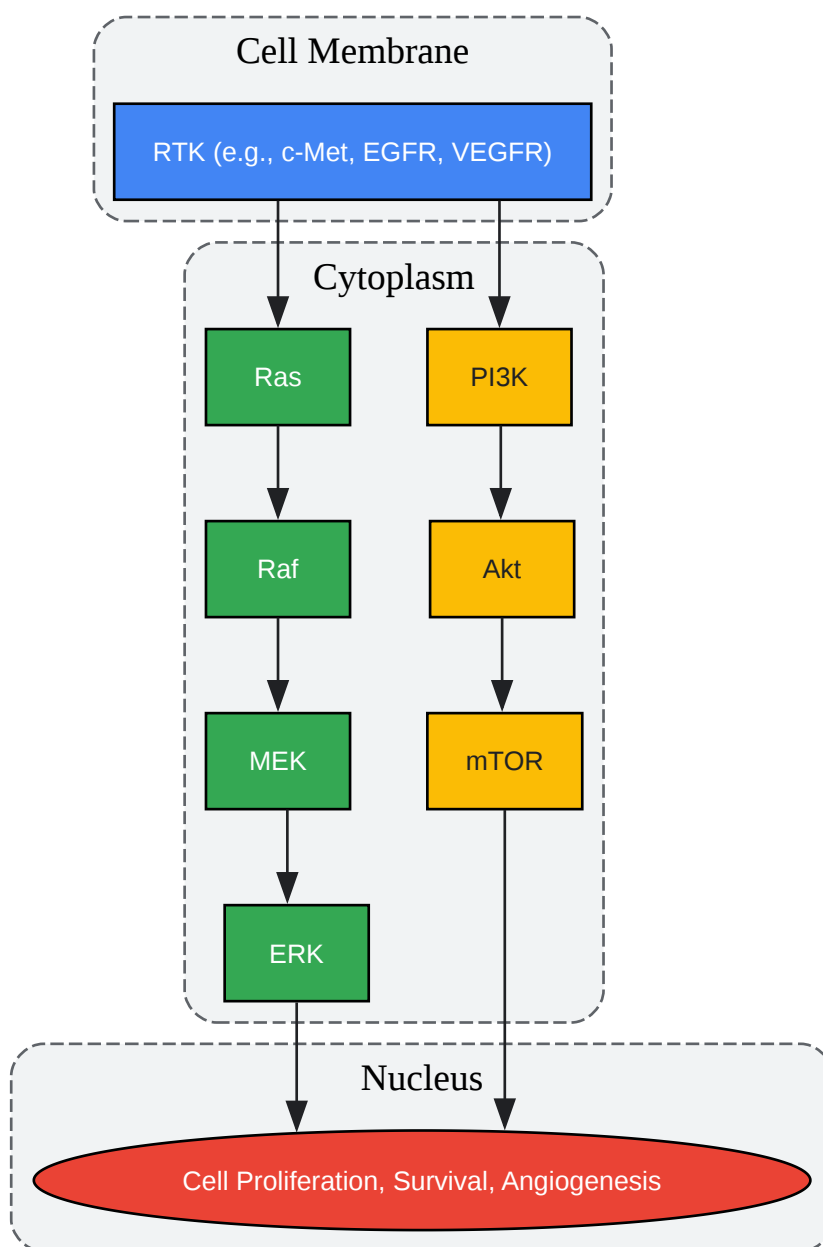 Cell Membrane
RTK (e.g., c-Met, EGFR, VEGFR)
Cytoplasm
Ras
PI3K
Raf
Akt
MEK
mTOR
ERK
Nucleus
Cell Proliferation, Survival, Angiogenesis